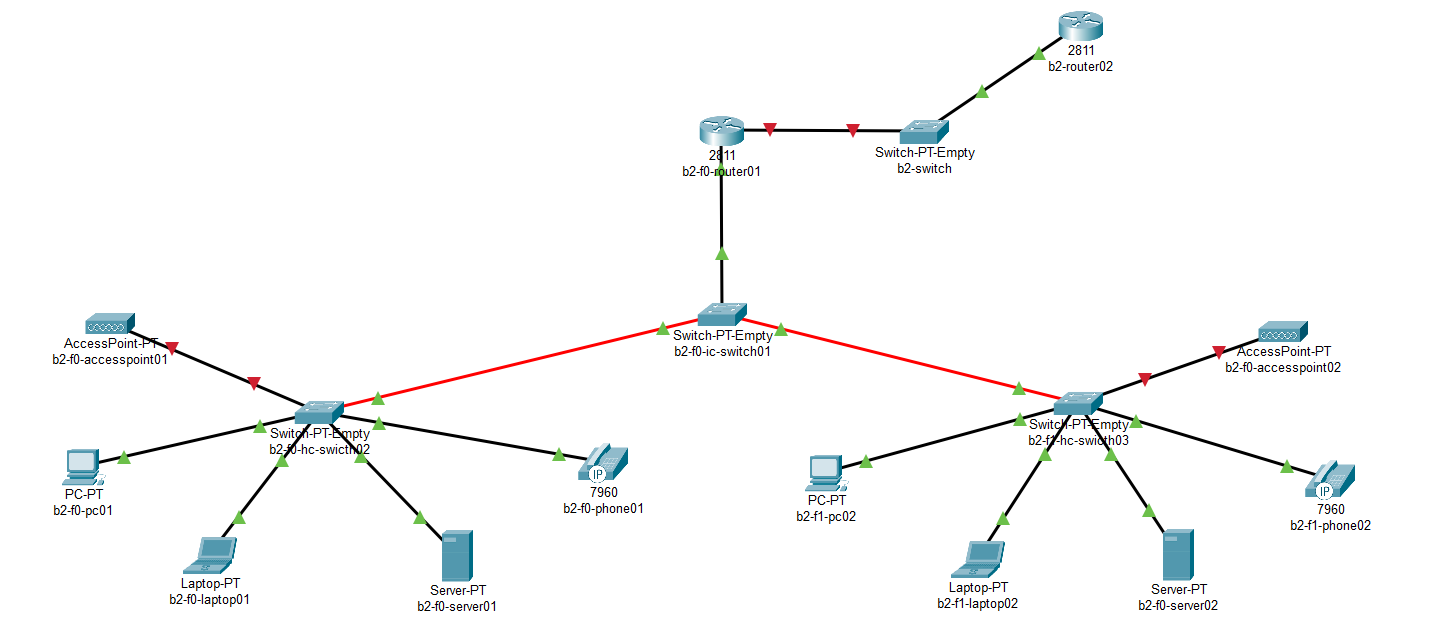 2811
b2-router02
2811
b2-f0-router01
Switch-PT-Empty
b2-switch
Switch-PT-Empty
b2-f0-ic-switch01
AccessPoint-PT
b2-f0-accesspoint01
AccessPoint-PT
b2-f0-accesspoint02
Switch-PT-Empty
b2-f0-hc-swicth02
Switch-PT-Empty
b2-f1-hc-swicth03
PC-PT
b2-f0-pc01
IP
7960
b2-f0-phone01
PC-PT
b2-f1-pc02
IP
7960
b2-f1-phone02
Laptop-PT
b2-f0-laptop01
Server-PT
b2-f0-server01
Laptop-PT
b2-f1-laptop02
Server-PT
b2-f0-server02